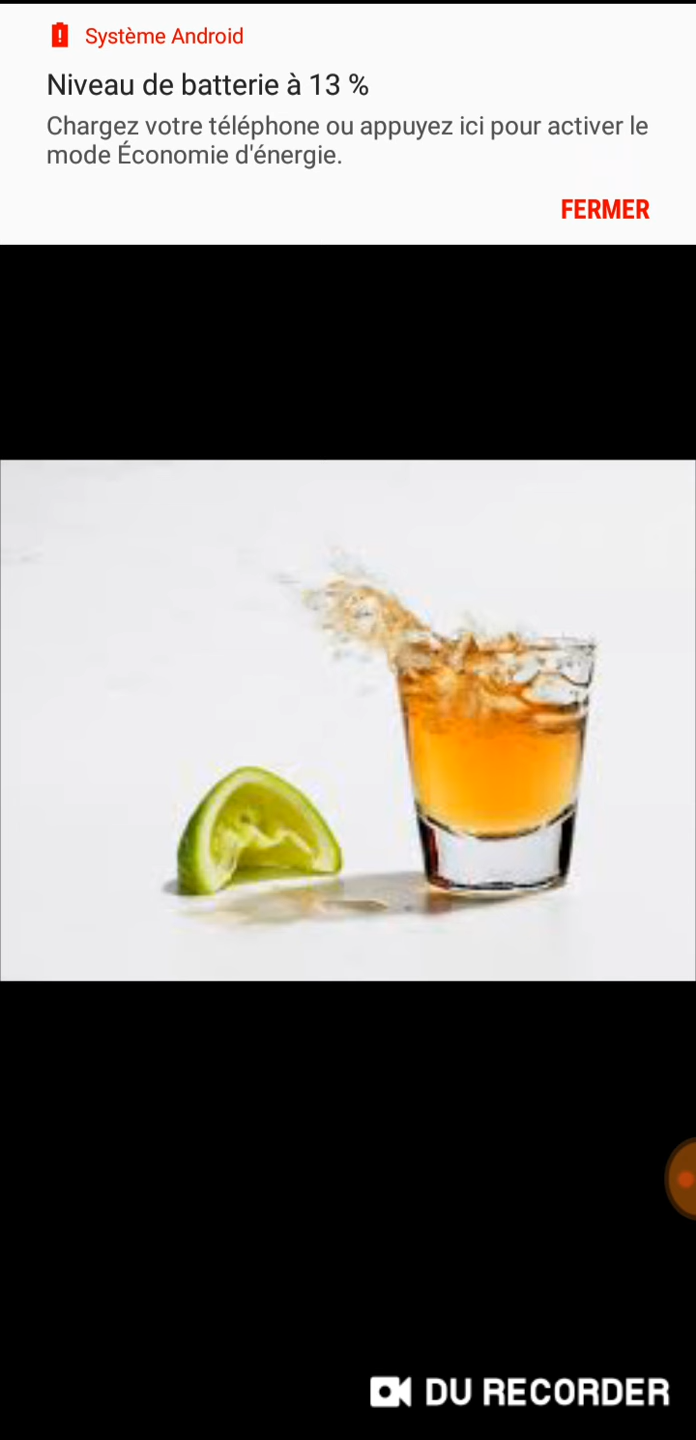 Système Android
Niveau de batterie à 13 %
Chargez votre téléphone ou appuyez ici pour activer le
mode Économie d'énergie.
FERMER
DU RECORDER